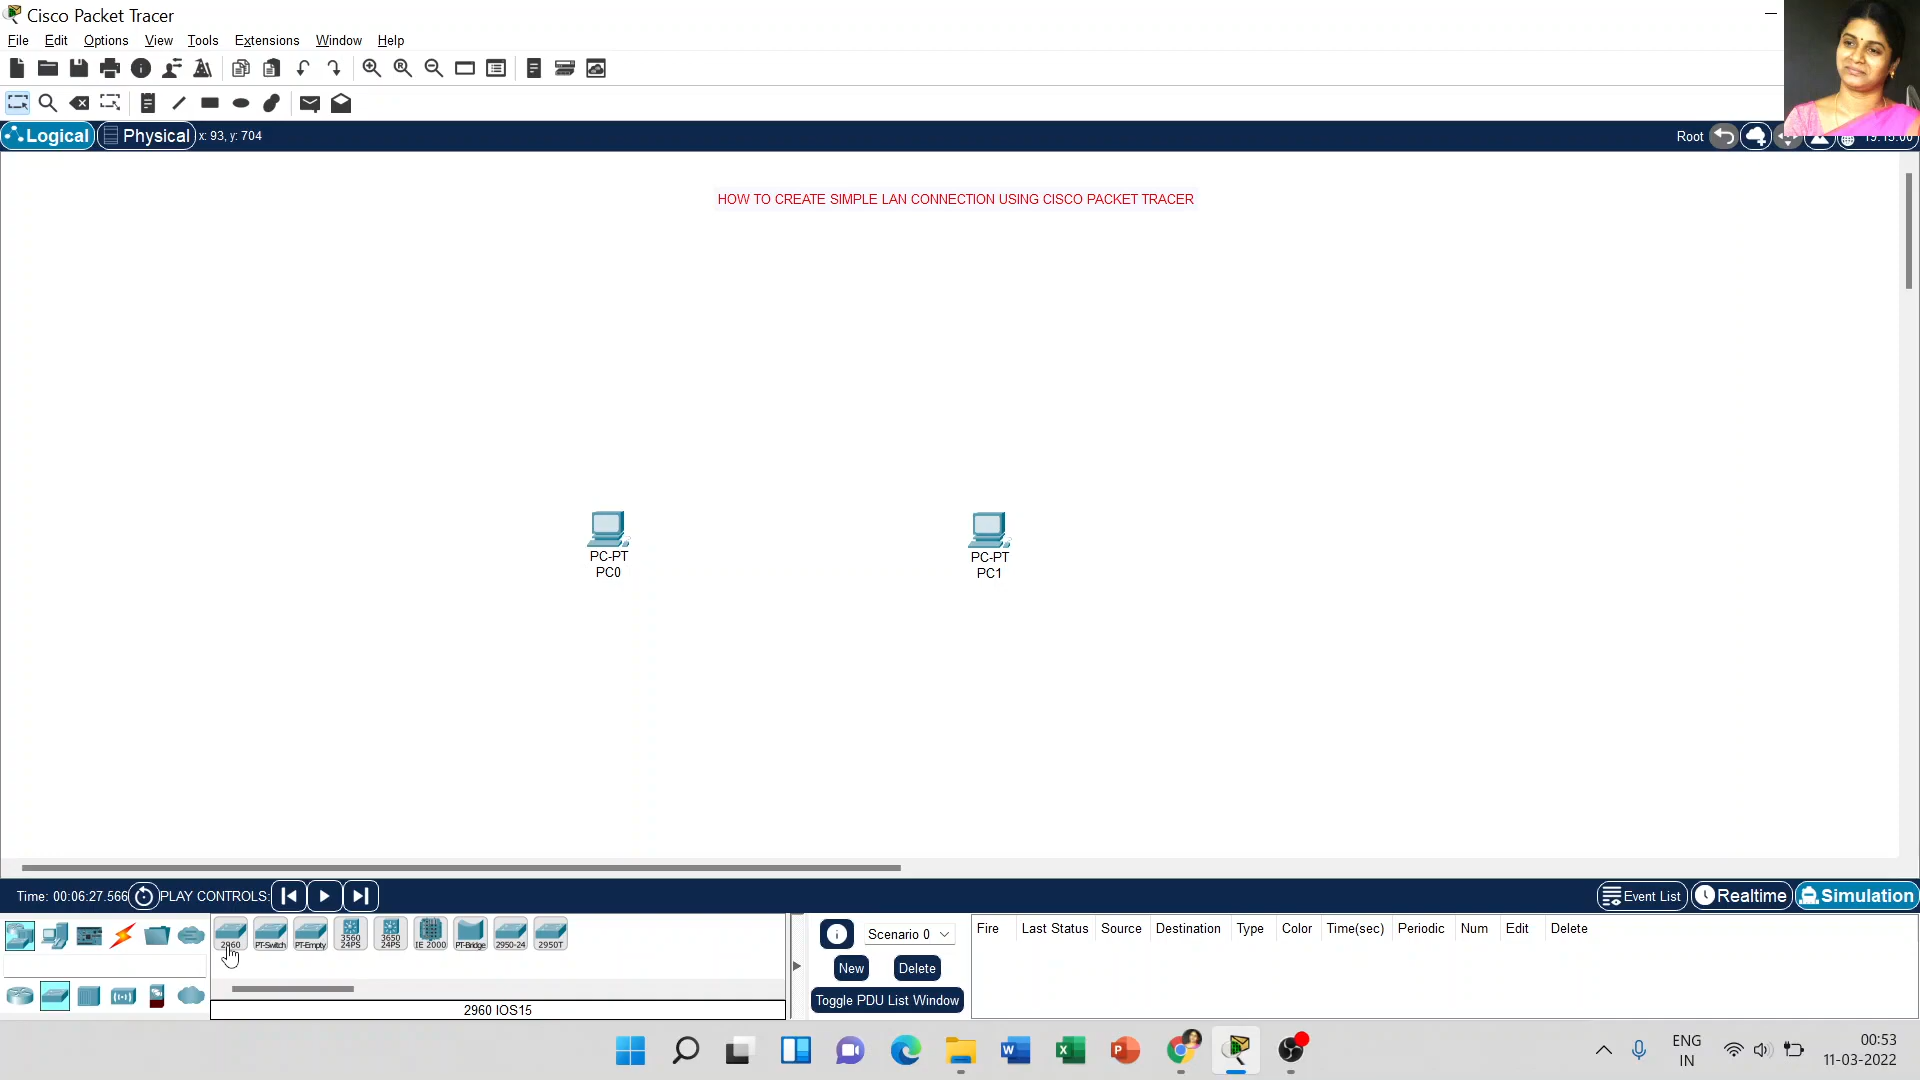 Cisco Packet Tracer
File Edit Options View Tools Extensions Window Help
Logical Physical x: 93, y: 704 Root
HOW TO CREATE SIMPLE LAN CONNECTION USING CISCO PACKET TRACER
PC-PT
PC0
PC-PT
PC1
Time: 00:06:27.566 PLAY CONTROLS: Event List Realtime Simulation
2960 PT-Switch PT-Empty 3560 24PS 3650 24PS IE 2000 PT-Bridge 2950-24 2950T
2960 IOS15
Scenario 0
New Delete
Toggle PDU List Window
Fire Last Status Source Destination Type Color Time(sec) Periodic Num Edit Delete
ENG
IN
00:53
11-03-2022